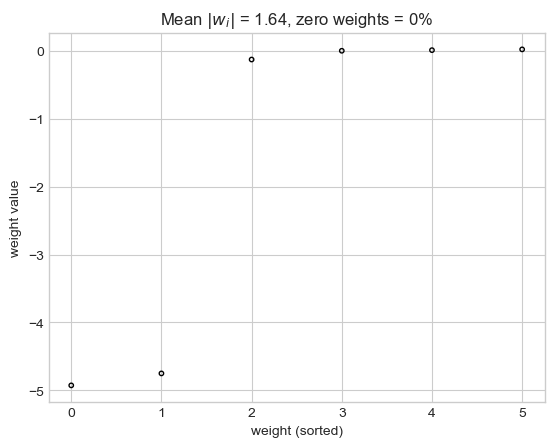 Mean |w_i| = 1.64, zero weights = 0%
weight value
0
−1
−2
−3
−4
−5
0 1 2 3 4 5
weight (sorted)